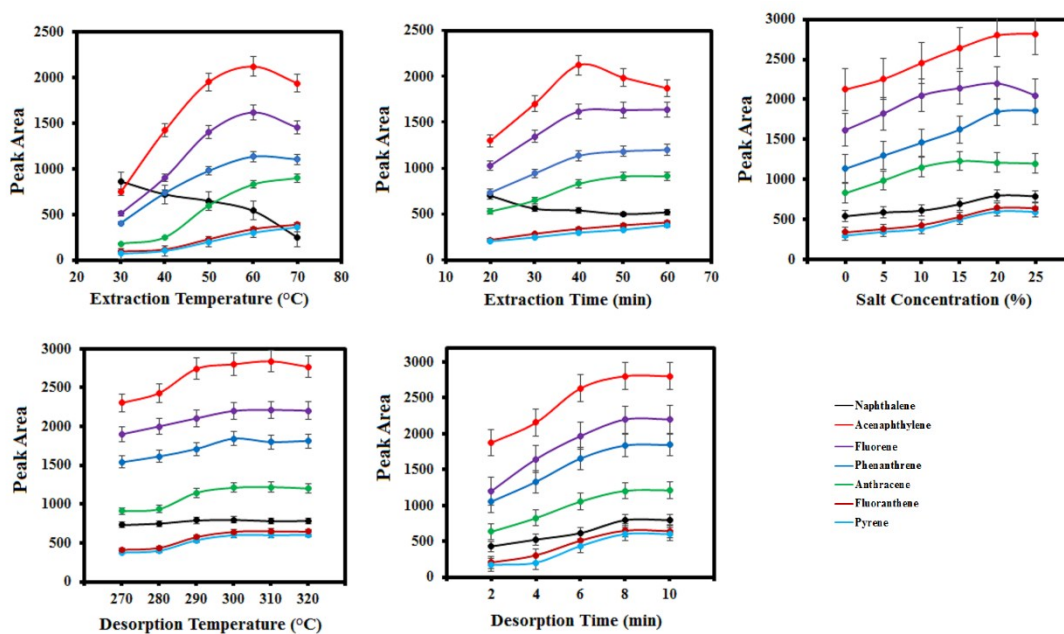 2500
2000
1500
1000
500
0
Peak Area
20 30 40 50 60 70 80
Extraction Temperature (°C)
2500
2000
1500
1000
500
0
Peak Area
10 20 30 40 50 60 70
Extraction Time (min)
3000
2500
2000
1500
1000
500
0
Peak Area
0 5 10 15 20 25
Salt Concentration (%)
3000
2500
2000
1500
1000
500
0
Peak Area
270 280 290 300 310 320
Desorption Temperature (°C)
3000
2500
2000
1500
1000
500
0
Peak Area
2 4 6 8 10
Desorption Time (min)
Naphthalene
Acenaphthylene
Fluorene
Phenanthrene
Anthracene
Fluoranthene
Pyrene